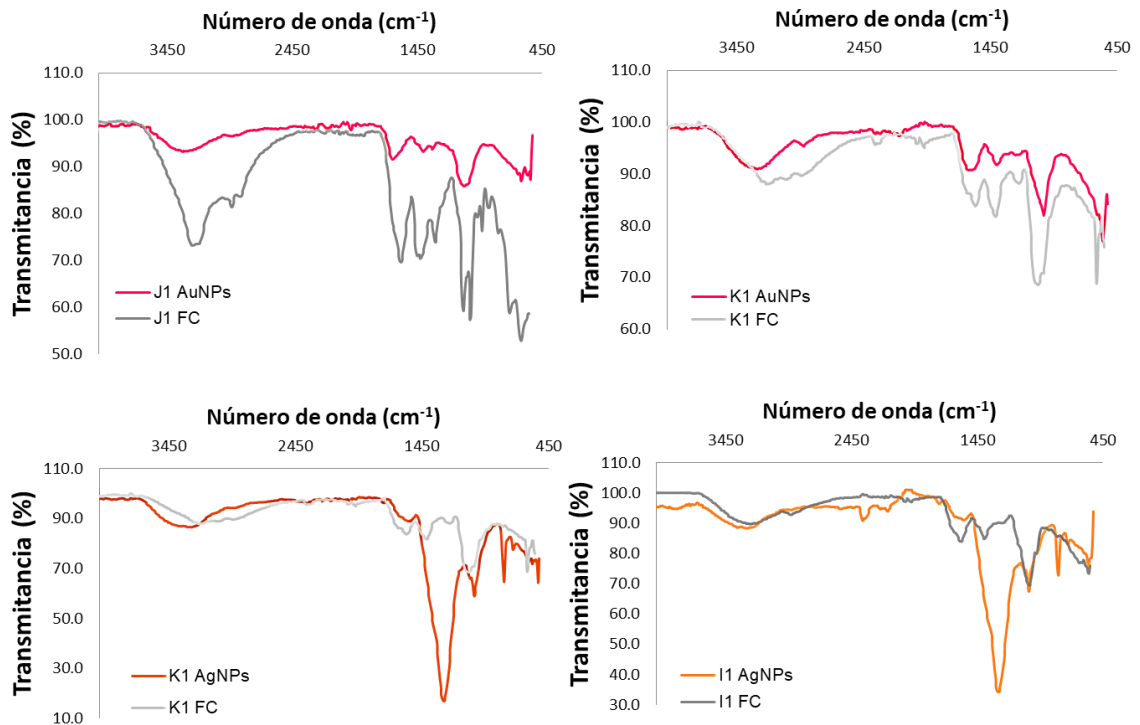 Número de onda (cm⁻¹)
3450 2450 1450 450
110.0
100.0
90.0
80.0
70.0
60.0
50.0
Transmitancia (%)
J1 AuNPs
J1 FC
Número de onda (cm⁻¹)
3450 2450 1450 450
110.0
100.0
90.0
80.0
70.0
60.0
Transmitancia (%)
K1 AuNPs
K1 FC
Número de onda (cm⁻¹)
3450 2450 1450 450
110.0
90.0
70.0
50.0
30.0
10.0
Transmitancia (%)
K1 AgNPs
K1 FC
Número de onda (cm⁻¹)
3450 2450 1450 450
110.0
100.0
90.0
80.0
70.0
60.0
50.0
40.0
30.0
Transmitancia (%)
I1 AgNPs
I1 FC